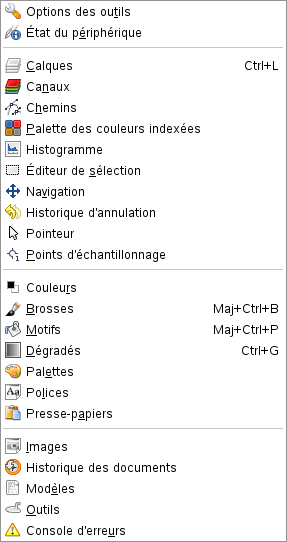 Options des outils
État du périphérique
Calques Ctrl+L
Canaux
Chemins
Palette des couleurs indexées
Histogramme
Éditeur de sélection
Navigation
Historique d'annulation
Pointeur
Points d'échantillonnage
Couleurs
Brosses Maj+Ctrl+B
Motifs Maj+Ctrl+P
Dégradés Ctrl+G
Palettes
Polices
Presse-papiers
Images
Historique des documents
Modèles
Outils
Console d'erreurs